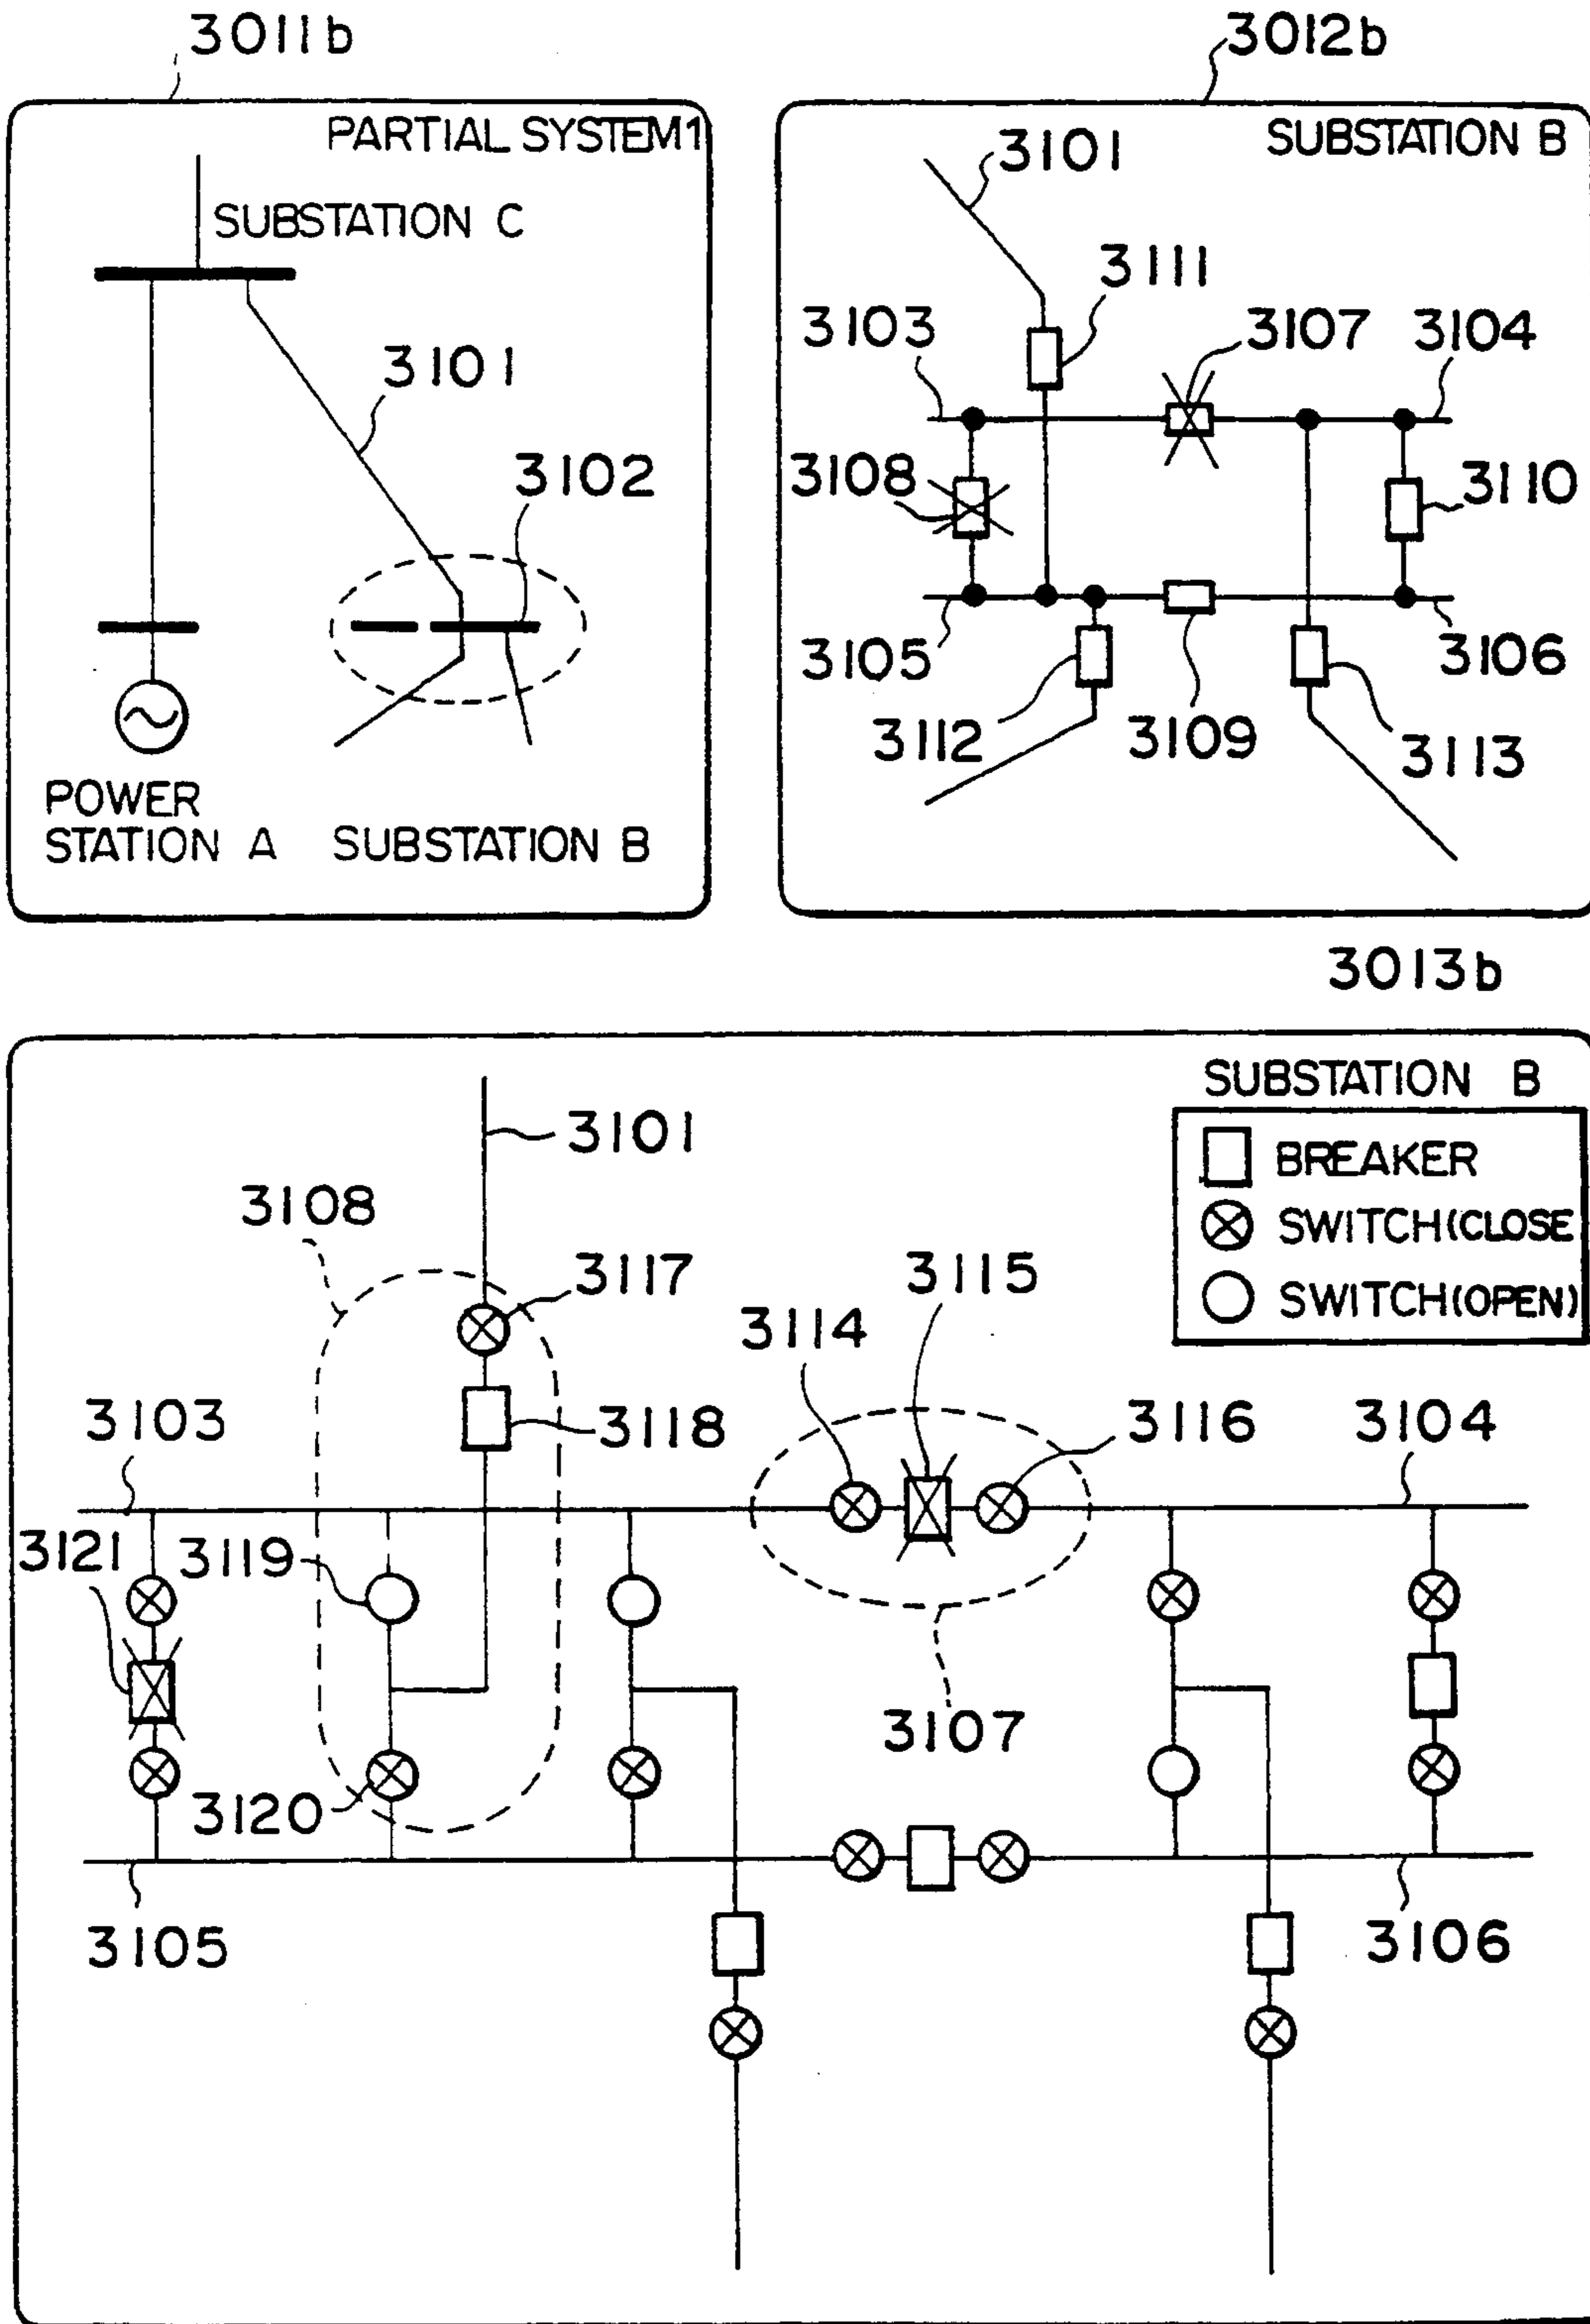 3011b
PARTIAL SYSTEM1
SUBSTATION C
3101
3102
POWER
STATION A
SUBSTATION B
3012b
SUBSTATION B
3101
3111
3103
3107
3104
3108
3110
3105
3106
3112
3109
3113
3013b
SUBSTATION B
BREAKER
SWITCH(CLOSE
SWITCH(OPEN)
3101
3108
3117
3115
3114
3103
3118
3116
3104
3121
3119
3107
3120
3105
3106